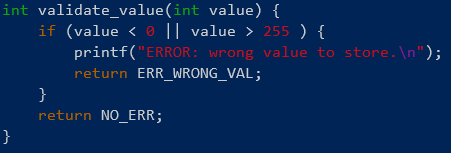 int validate_value(int value) {
    if (value < 0 || value > 255 ) {
        printf("ERROR: wrong value to store.\n");
        return ERR_WRONG_VAL;
    }
    return NO_ERR;
}